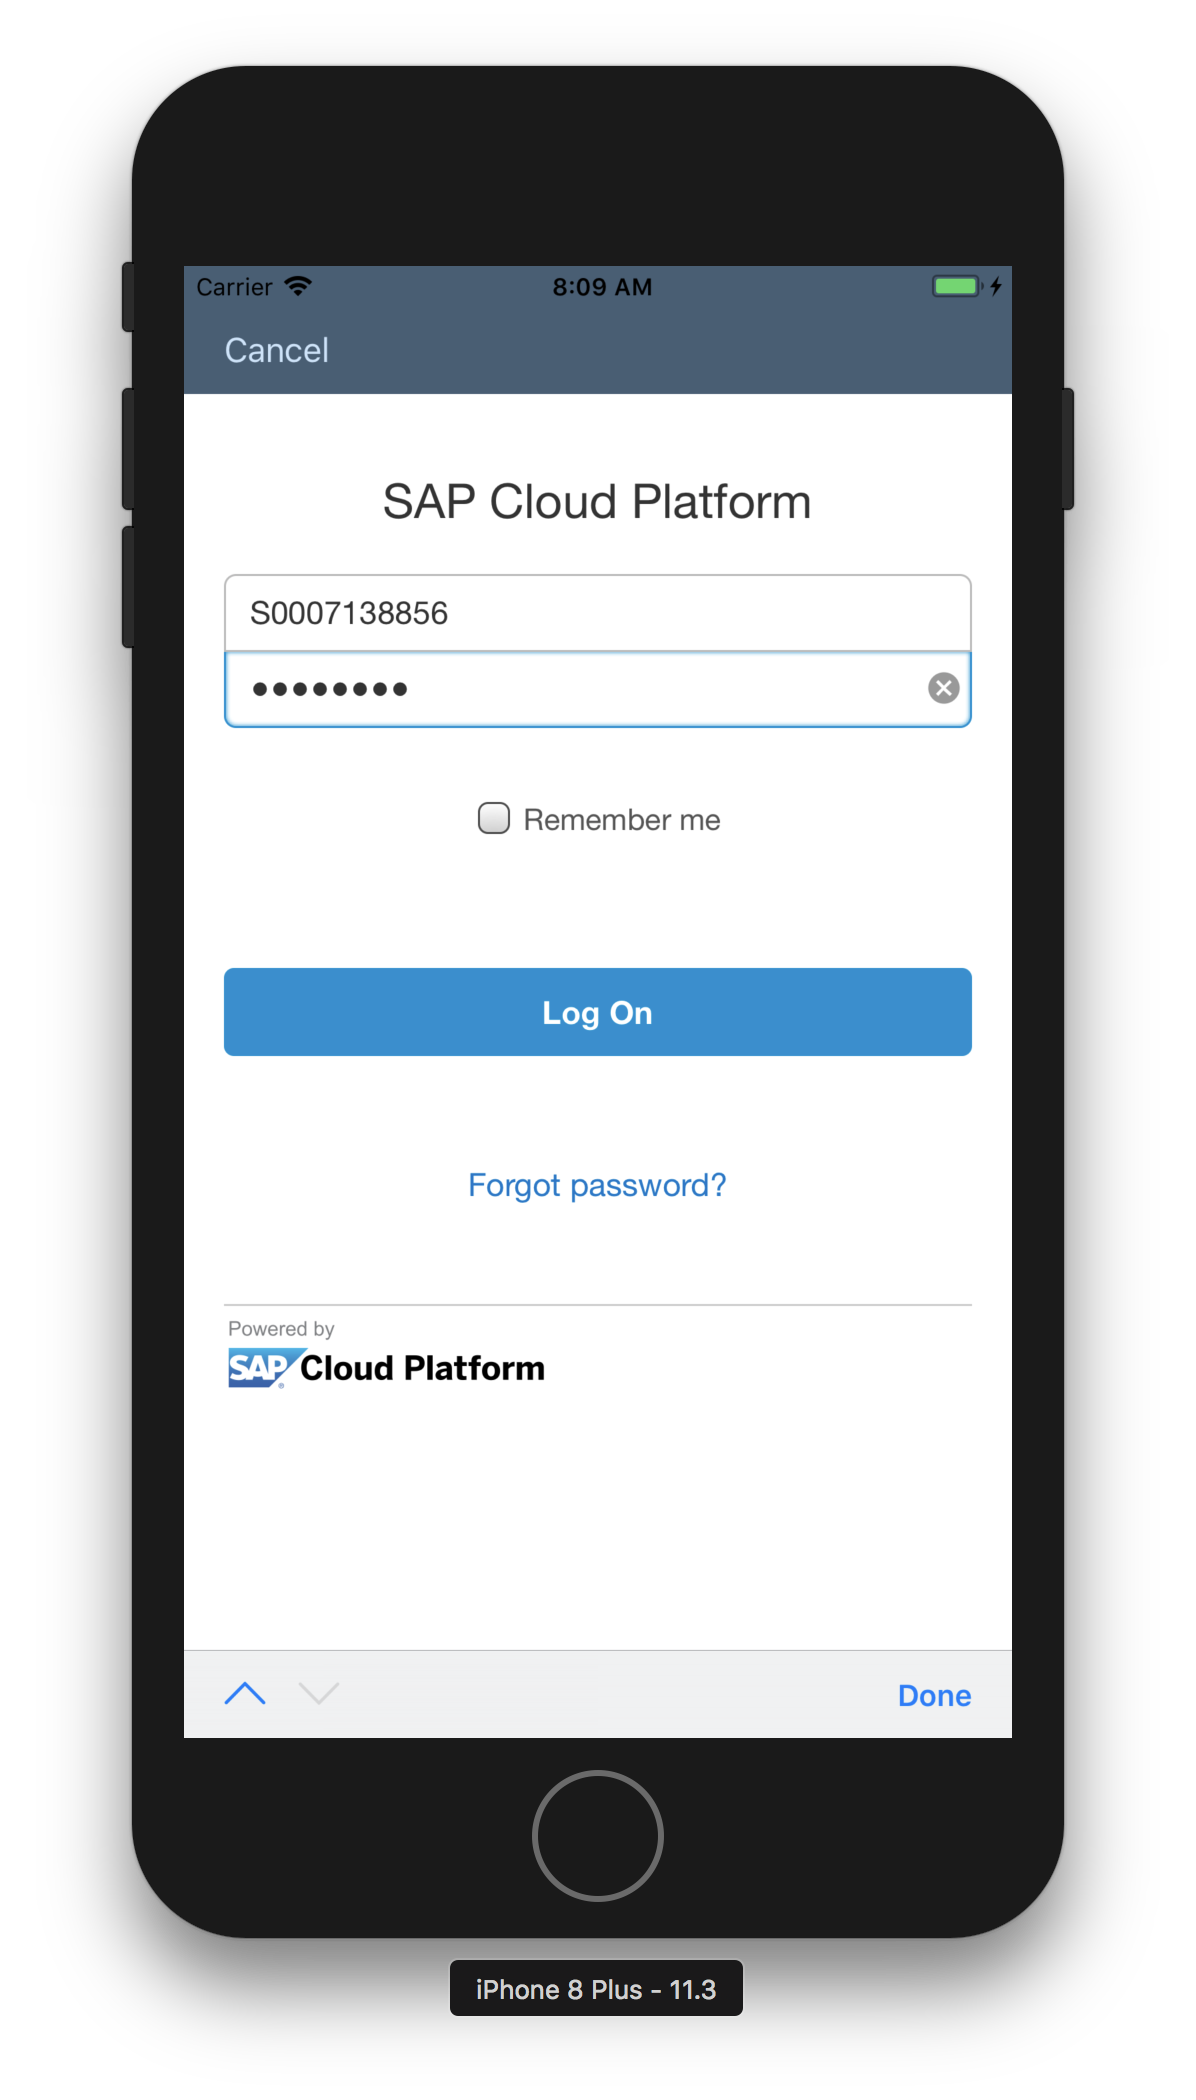 Carrier 8:09 AM
Cancel
SAP Cloud Platform
S0007138856
••••••••
Remember me
Log On
Forgot password?
Powered by
SAP® Cloud Platform
Done
iPhone 8 Plus - 11.3